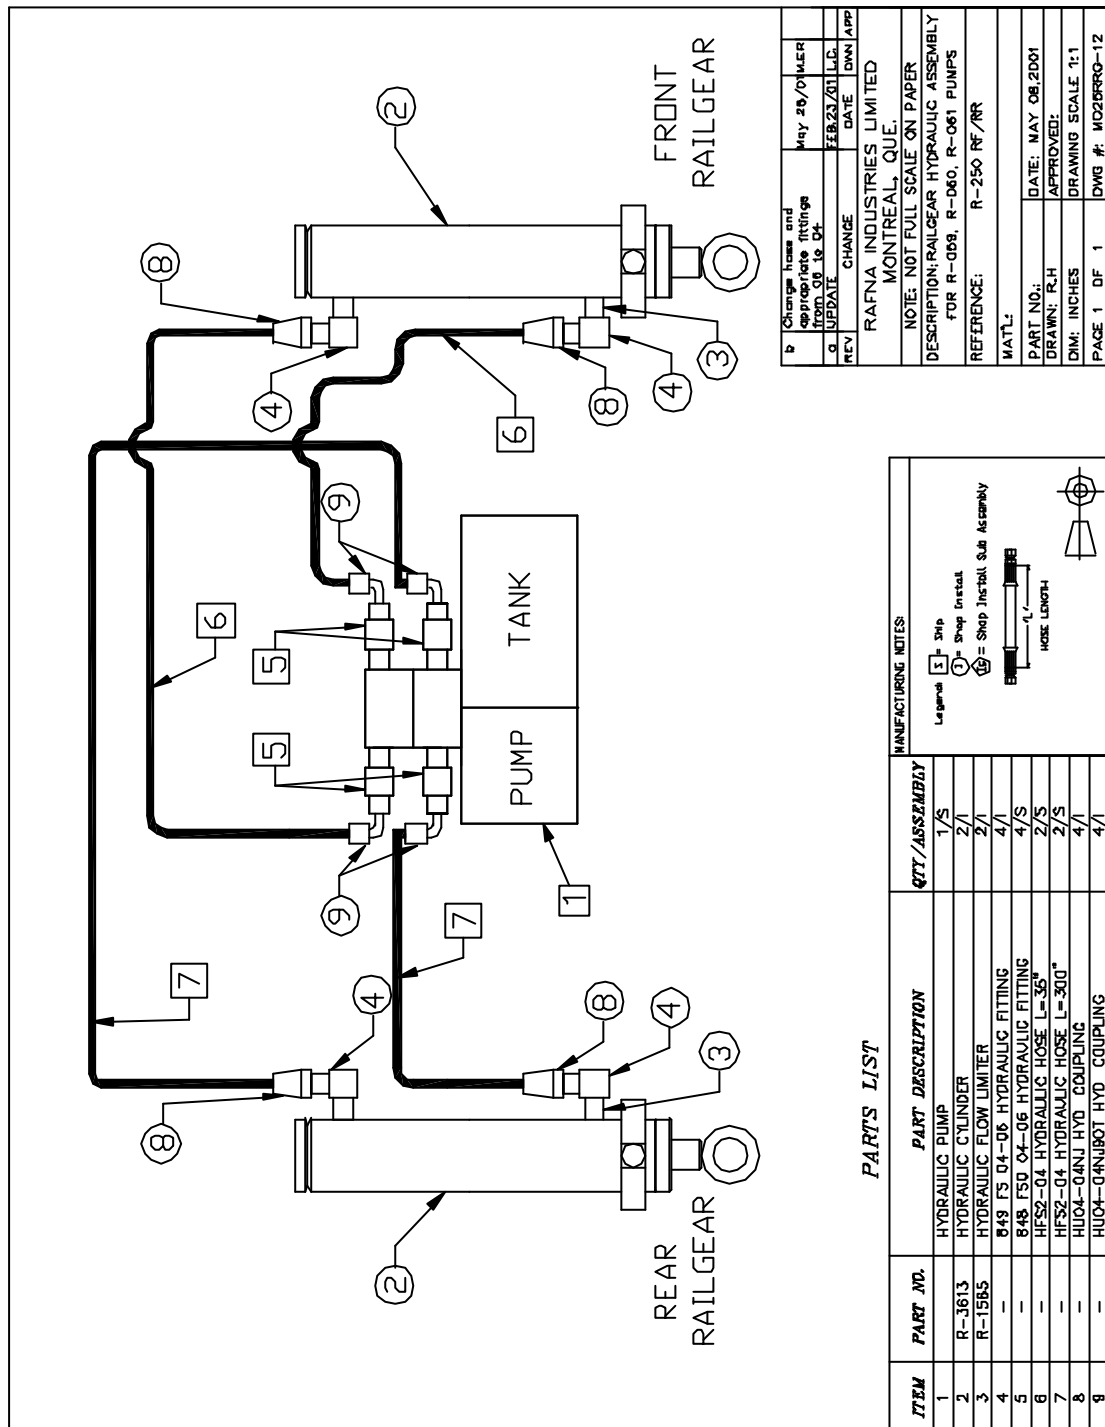 REAR
RAILGEAR
FRONT
RAILGEAR
2
8
7
4
8
4
3
7
9
1
5
6
5
9
PUMP
TANK
8
4
6
8
4
3
2
PARTS LIST
ITEM PART NO. PART DESCRIPTION QTY/ASSEMBLY
1 HYDRAULIC PUMP 1/S
2 R-3613 HYDRAULIC CYLINDER 2/I
3 R-1585 HYDRAULIC FLOW LIMITER 2/I
4 - 849 FS 04-06 HYDRAULIC FITTING 4/I
5 - 848 FSO 04-06 HYDRAULIC FITTING 4/S
6 - HFS2-04 HYDRAULIC HOSE L=36" 2/S
7 - HFS2-04 HYDRAULIC HOSE L=300" 2/S
8 - HU04-04NJ HYD COUPLING 4/I
9 - HU04-04NJ90T HYD COUPLING 4/I
MANUFACTURING NOTES:
Legend: S = Ship
I = Shop Install
= Shop Install Sub Assembly
'L'
HOSE LENGTH
b Change hose and May 28/01 M.ER
appropriate fittings
from 06 to 04
a UPDATE FEB.23/01 L.C.
REV CHANGE DATE DWN APP
RAFNA INDUSTRIES LIMITED
MONTREAL, QUE.
NOTE: NOT FULL SCALE ON PAPER
DESCRIPTION: RAILGEAR HYDRAULIC ASSEMBLY
FOR R-059, R-060, R-061 PUMPS
REFERENCE: R-250 RF/RR
MAT'L:
PART NO.: DATE: MAY 08,2001
DRAWN: R.H APPROVED:
DIM: INCHES DRAWING SCALE 1:1
PAGE 1 OF 1 DWG #: